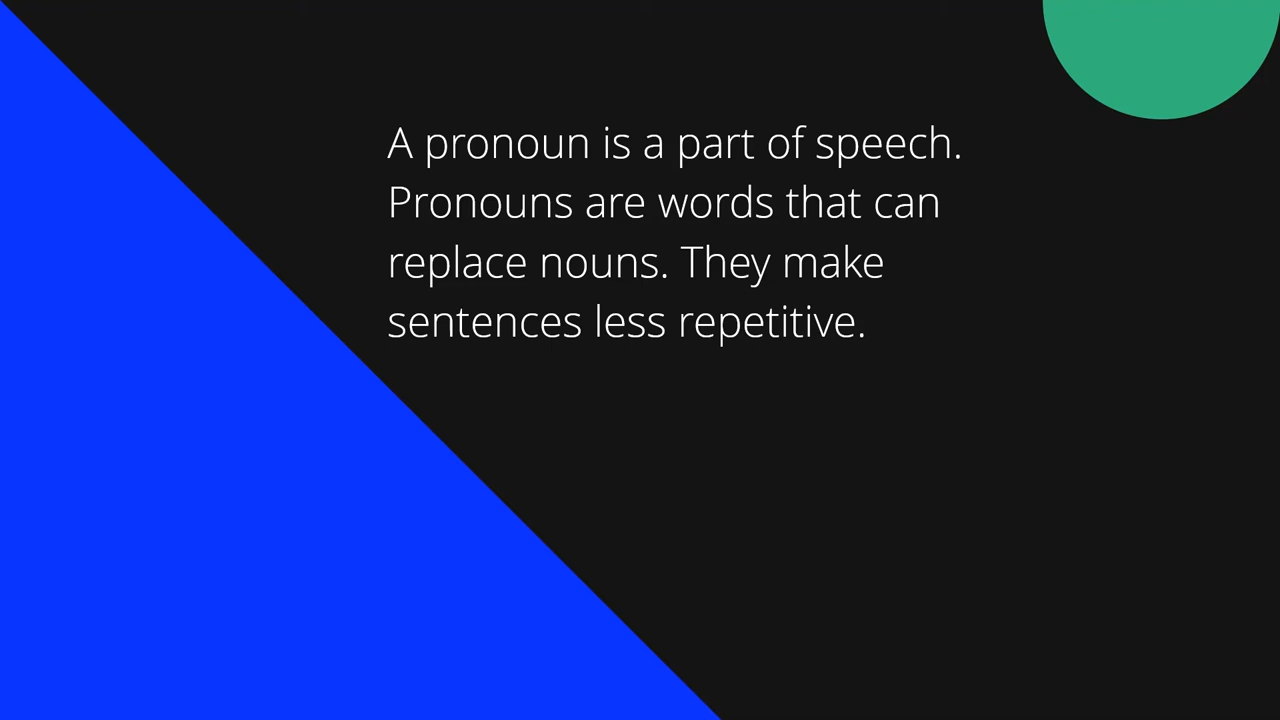 A pronoun is a part of speech.
Pronouns are words that can
replace nouns. They make
sentences less repetitive.